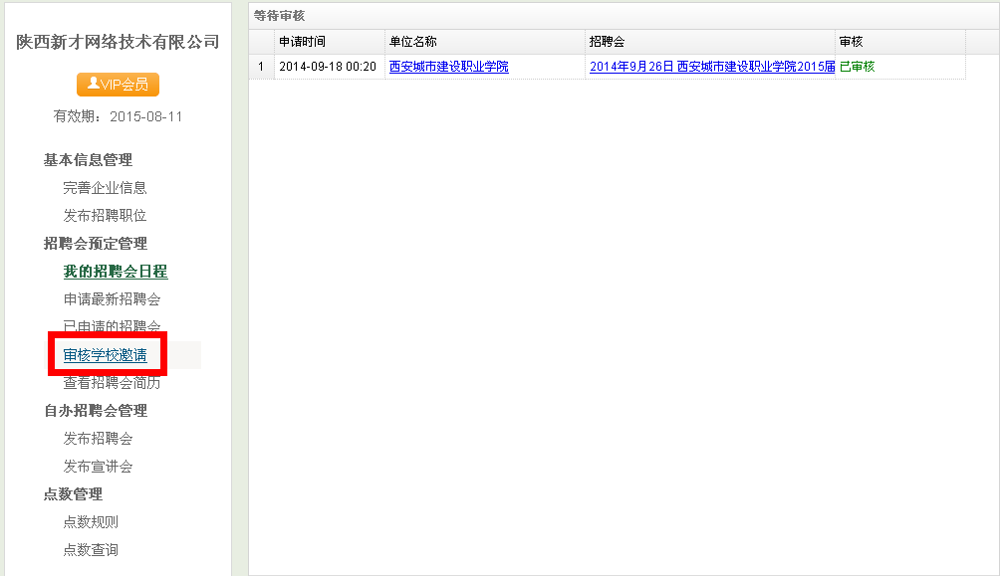 陕西新才网络技术有限公司
VIP会员
有效期：2015-08-11
基本信息管理
完善企业信息
发布招聘职位
招聘会预定管理
我的招聘会日程
申请最新招聘会
已申请的招聘会
审核学校邀请
查看招聘会简历
自办招聘会管理
发布招聘会
发布宣讲会
点数管理
点数规则
点数查询
等待审核
申请时间 单位名称 招聘会 审核
1 2014-09-18 00:20 西安城市建设职业学院 2014年9月26日 西安城市建设职业学院2015届 已审核